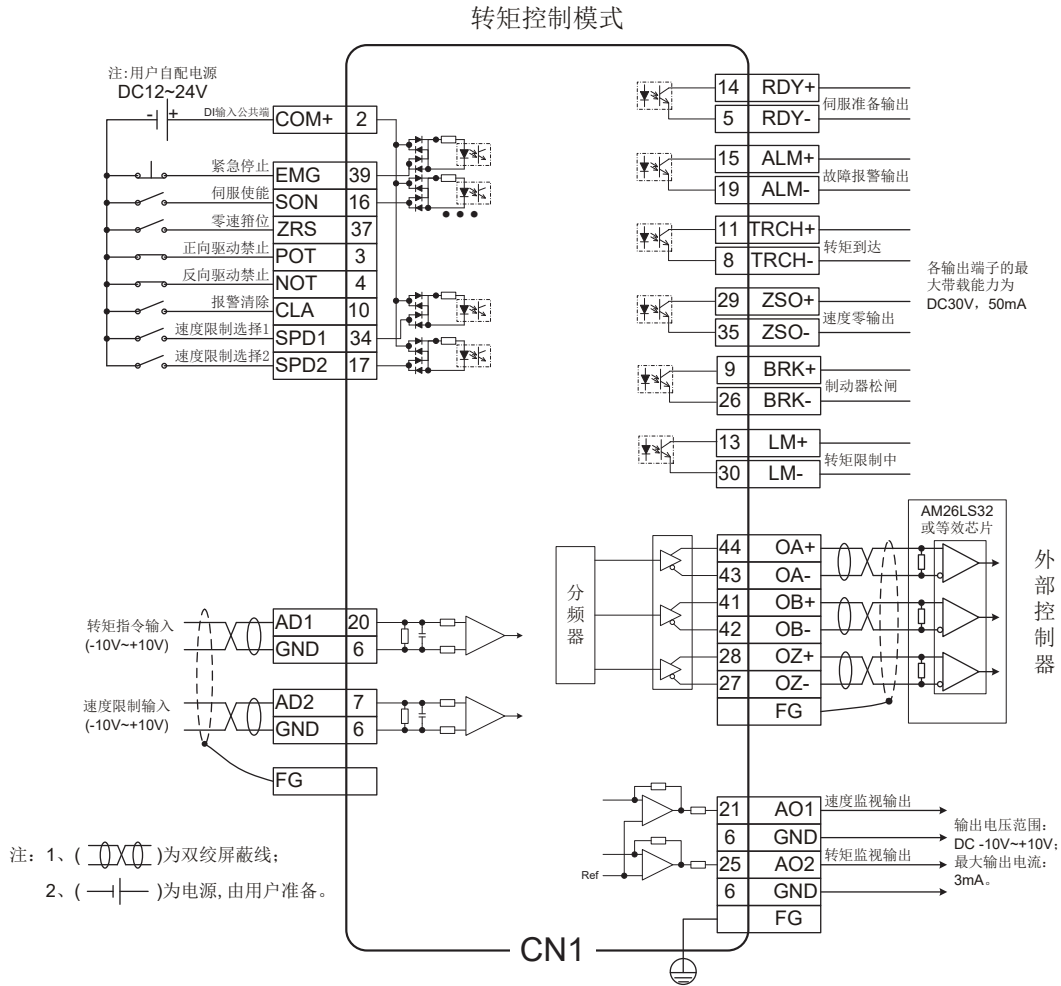 转矩控制模式
注:用户自配电源
DC12~24V
- +
DI输入公共端
COM+ 2
紧急停止 EMG 39
伺服使能 SON 16
零速箝位 ZRS 37
正向驱动禁止 POT 3
反向驱动禁止 NOT 4
报警清除 CLA 10
速度限制选择1 SPD1 34
速度限制选择2 SPD2 17
转矩指令输入
(-10V~+10V)
AD1 20
GND 6
速度限制输入
(-10V~+10V)
AD2 7
GND 6
FG
注: 1、( )为双绞屏蔽线;
2、( )为电源, 由用户准备。
14 RDY+
伺服准备输出
5 RDY-
15 ALM+
故障报警输出
19 ALM-
11 TRCH+
转矩到达
8 TRCH-
29 ZSO+
速度零输出
35 ZSO-
9 BRK+
制动器松闸
26 BRK-
13 LM+
转矩限制中
30 LM-
各输出端子的最
大带载能力为
DC30V，50mA
AM26LS32
或等效芯片
分频器
44 OA+
43 OA-
41 OB+
42 OB-
28 OZ+
27 OZ-
FG
外部控制器
Ref
21 AO1 速度监视输出
6 GND
25 AO2 转矩监视输出
6 GND
FG
输出电压范围:
DC -10V~+10V;
最大输出电流:
3mA。
CN1